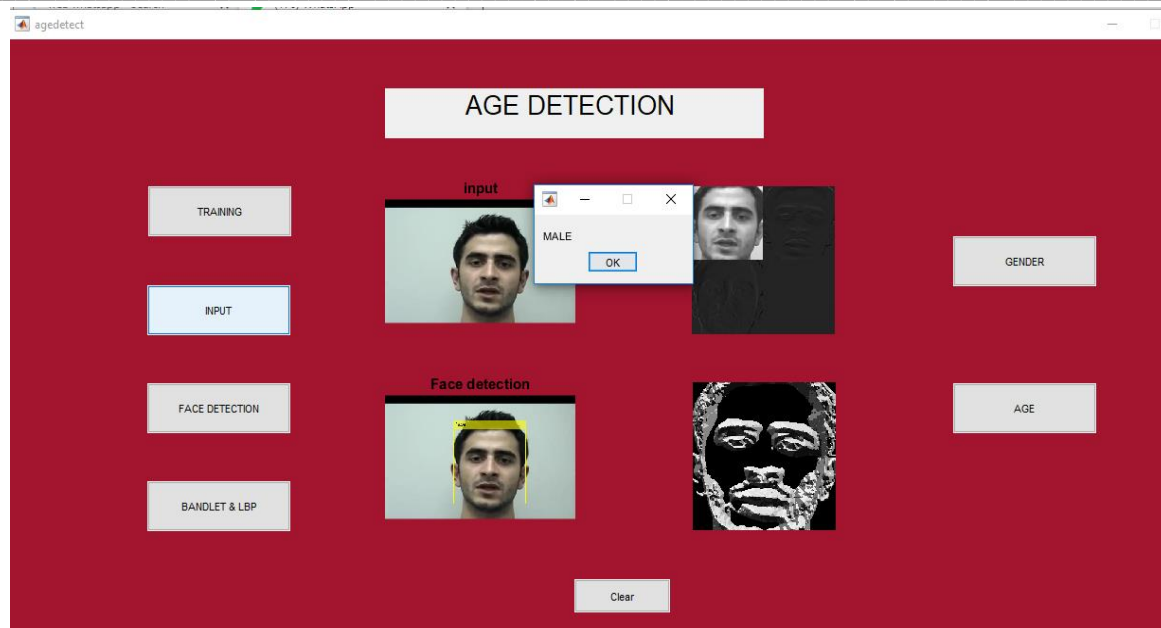 agedetect
AGE DETECTION
input
MALE
OK
TRAINING
INPUT
GENDER
Face detection
FACE DETECTION
AGE
BANDLET & LBP
Clear